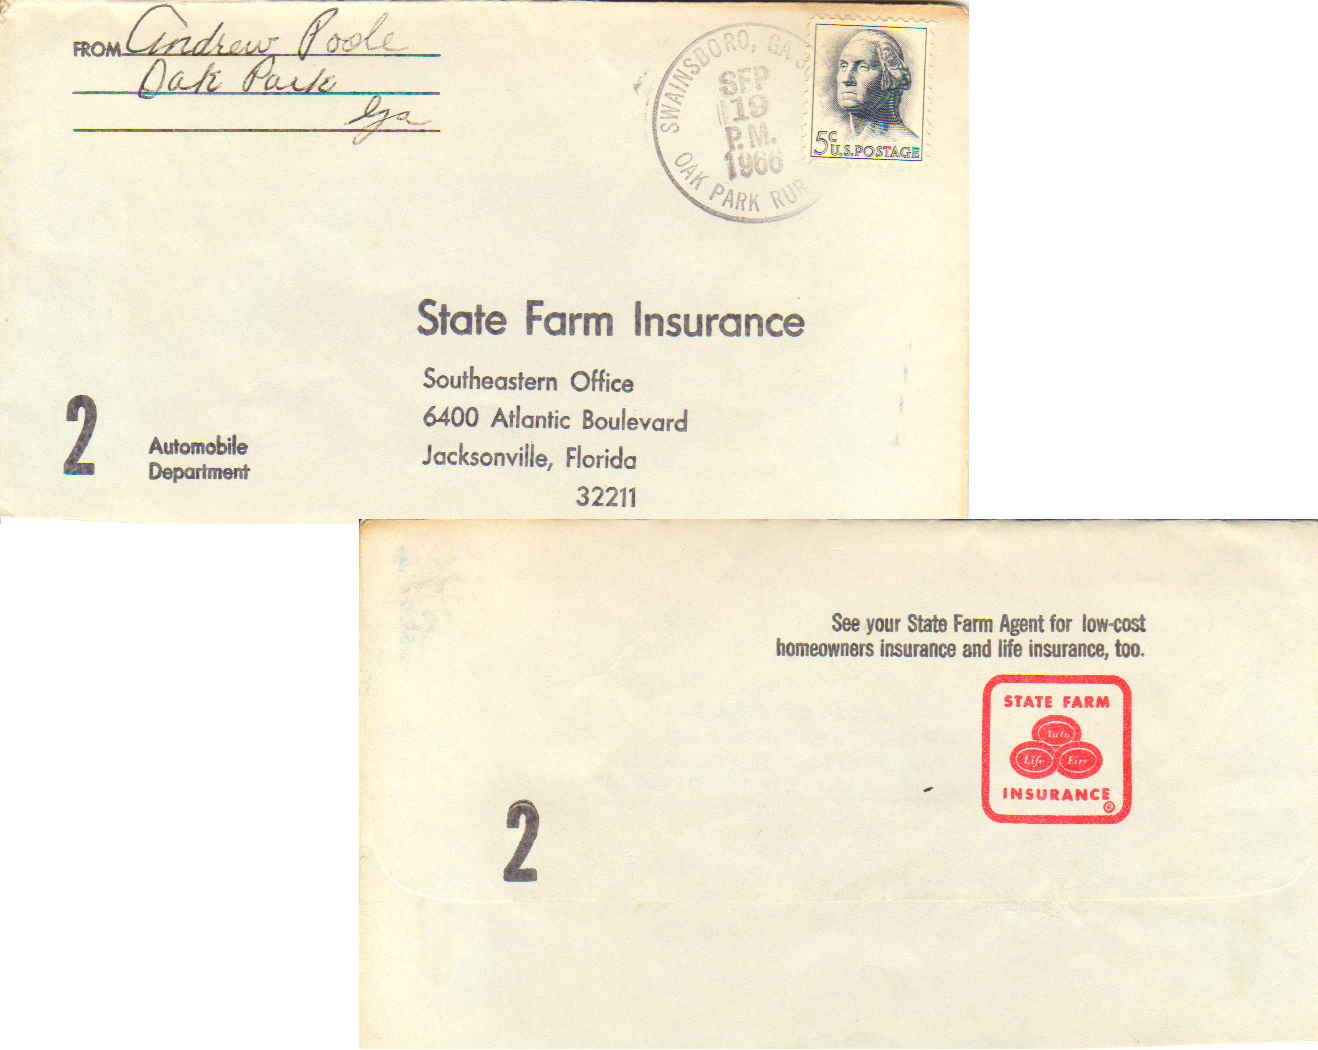 FROM Andrew Poole
Oak Park
Ga
SWAINSBORO, GA 30
SEP
19
P.M.
1966
OAK PARK RUR
5c
U.S.POSTAGE
State Farm Insurance
Southeastern Office
6400 Atlantic Boulevard
Jacksonville, Florida
32211
2
Automobile
Department
See your State Farm Agent for low-cost
homeowners insurance and life insurance, too.
STATE FARM
Auto
Life Fire
INSURANCE
®
2